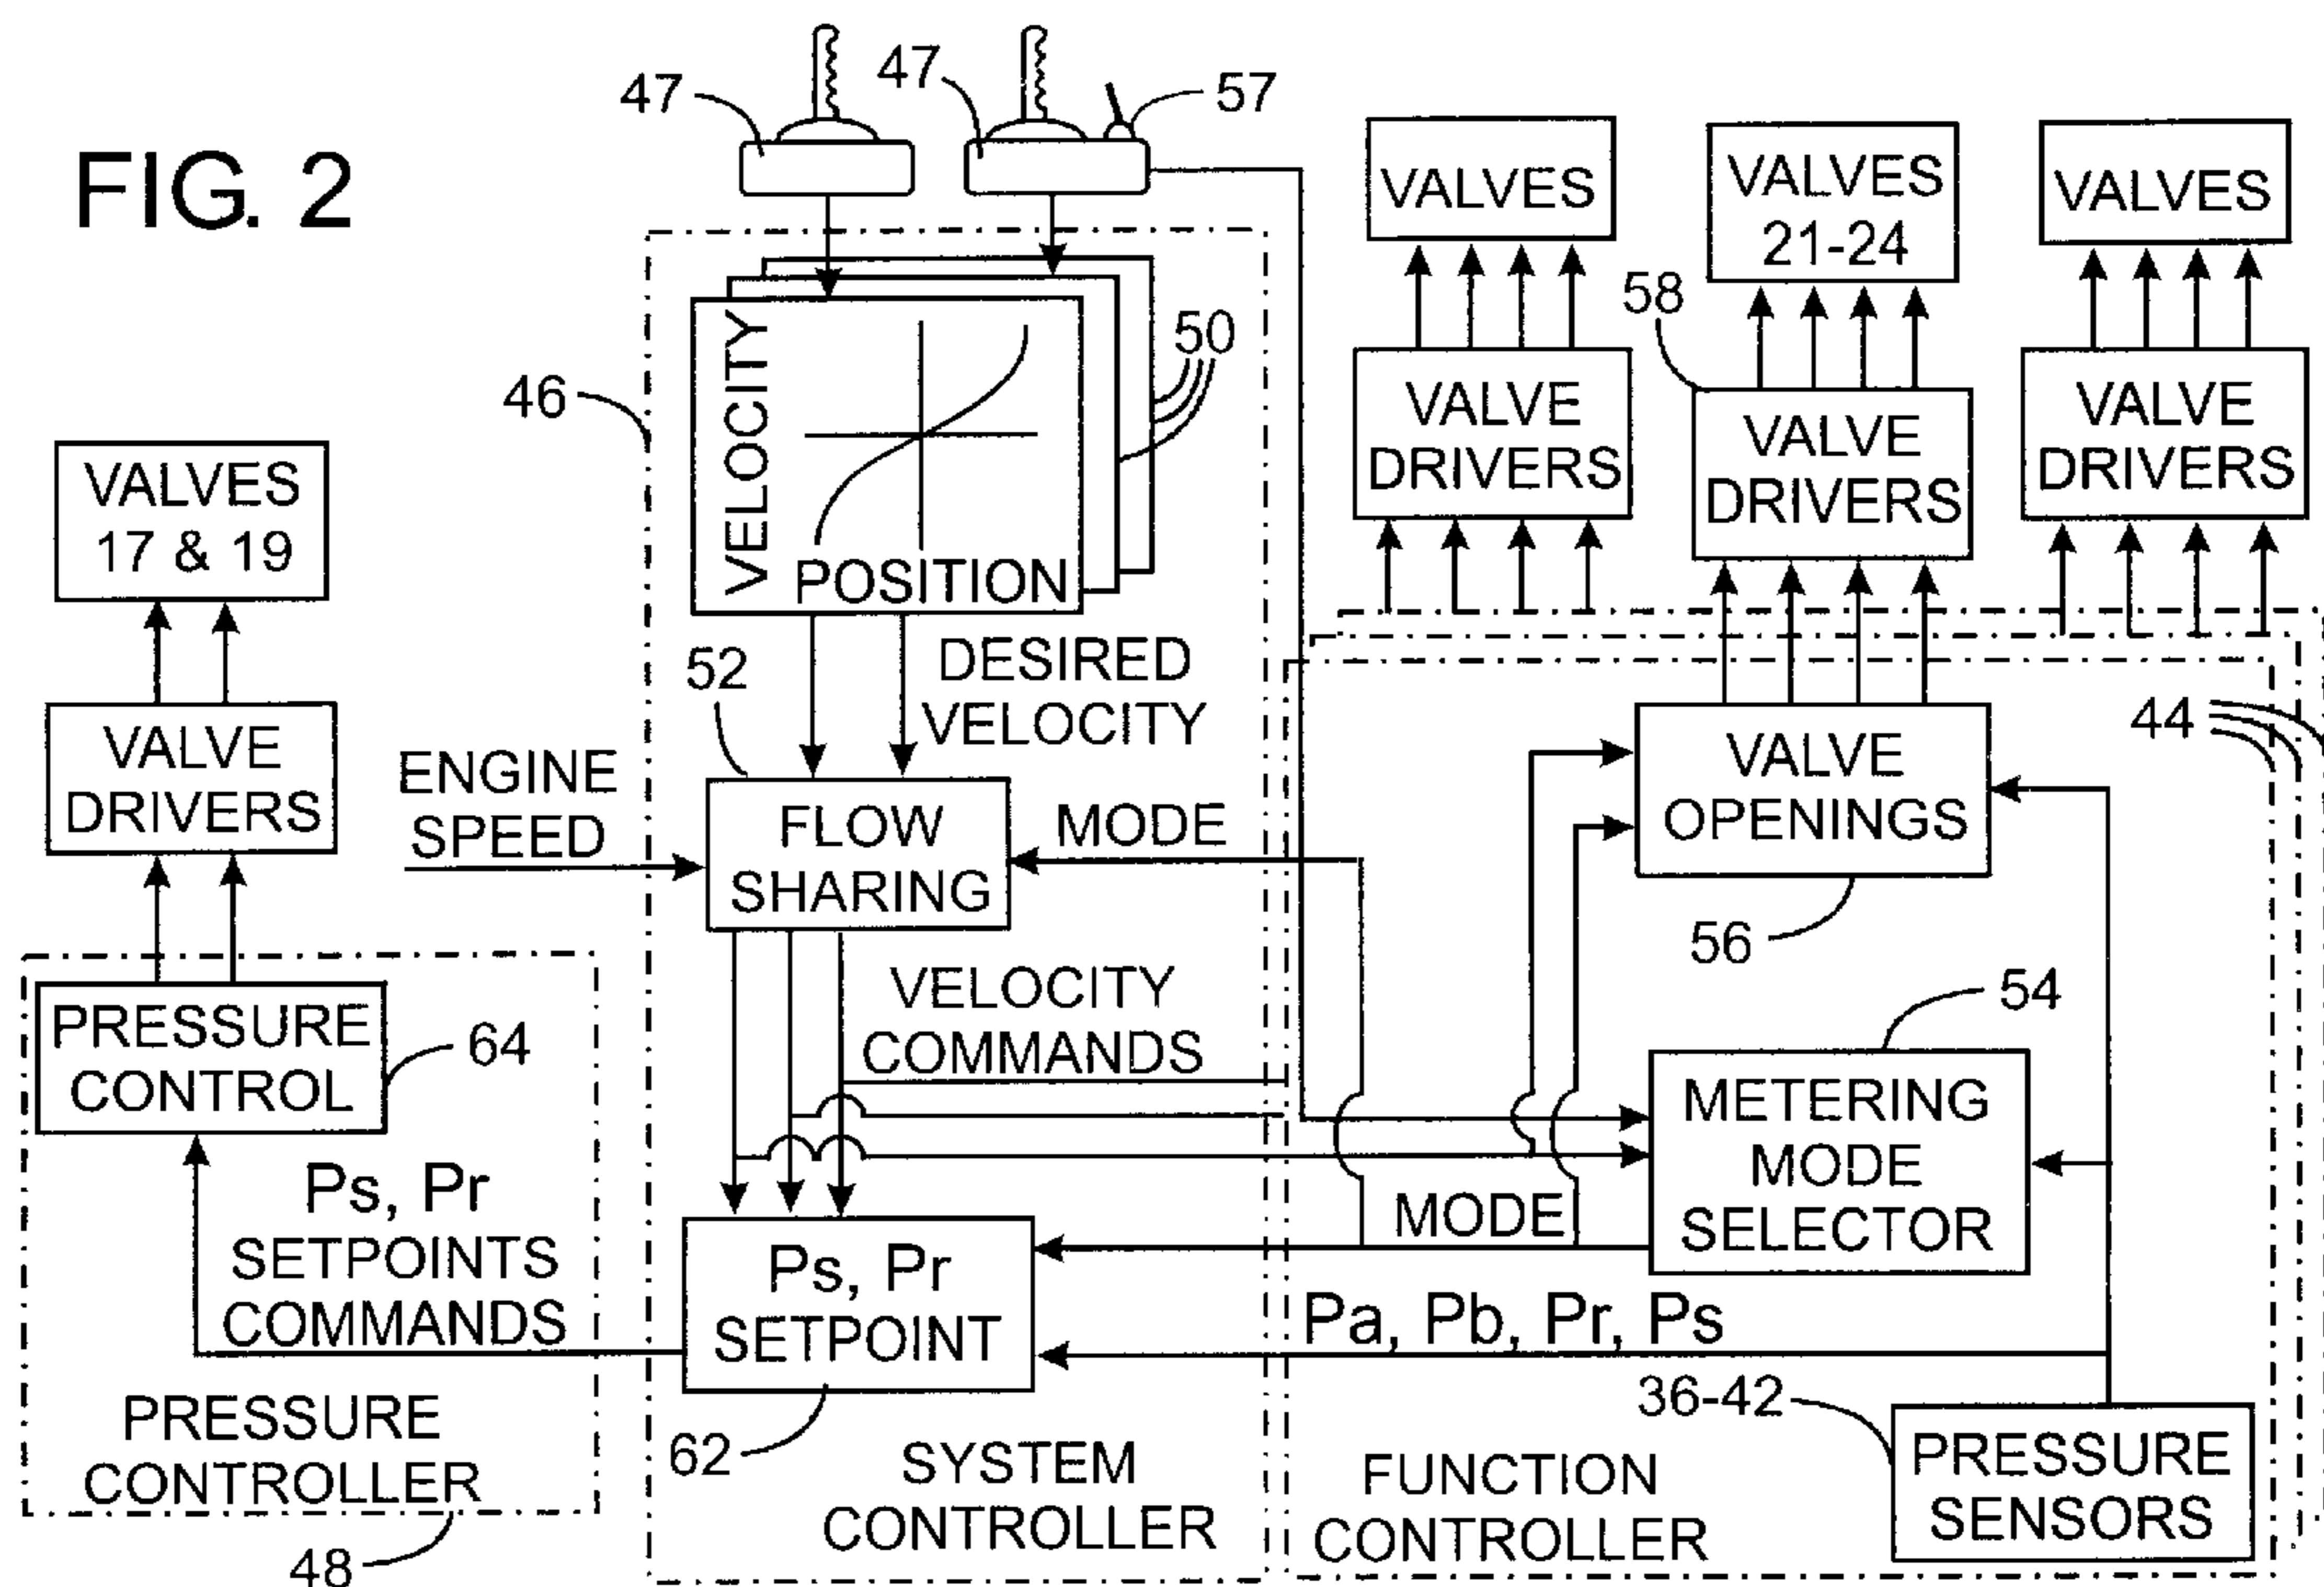 FIG. 2
47
47
57
VALVES
VALVES
21-24
VALVES
58
VALVE
DRIVERS
VALVE
DRIVERS
VALVE
DRIVERS
46
VELOCITY
POSITION
50
VALVES
17 & 19
VALVE
DRIVERS
52
DESIRED
VELOCITY
ENGINE
SPEED
FLOW
SHARING
MODE
VALVE
OPENINGS
44
56
VELOCITY
COMMANDS
54
PRESSURE
CONTROL
64
METERING
MODE
SELECTOR
MODE
Ps, Pr
SETPOINTS
COMMANDS
Ps, Pr
SETPOINT
Pa, Pb, Pr, Ps
36-42
PRESSURE
SENSORS
62
PRESSURE
CONTROLLER
48
SYSTEM
CONTROLLER
FUNCTION
CONTROLLER